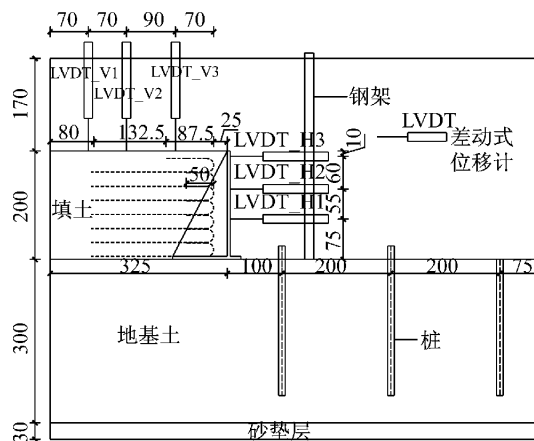 70 70 90 70
LVDT_V1
LVDT_V2
LVDT_V3
170
80 132.5 87.5 25
钢架
LVDT
差动式
位移计
LVDT_H3
LVDT_H2
LVDT_H1
10
60
55
75
50
填土
200
325 100 200 200 75
地基土
桩
300
砂垫层
30